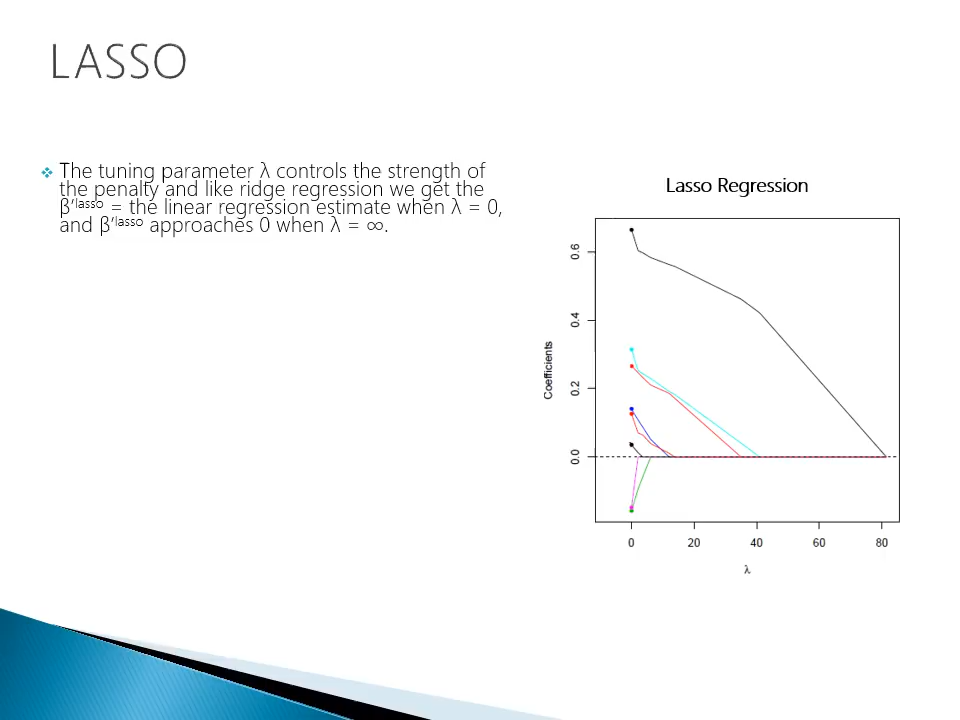 LASSO
❖ The tuning parameter λ controls the strength of
the penalty and like ridge regression we get the
β′ˡᵃˢˢᵒ = the linear regression estimate when λ = 0,
and β′ˡᵃˢˢᵒ approaches 0 when λ = ∞.
Lasso Regression
Coefficients
0.6
0.4
0.2
0.0
0 20 40 60 80
λ